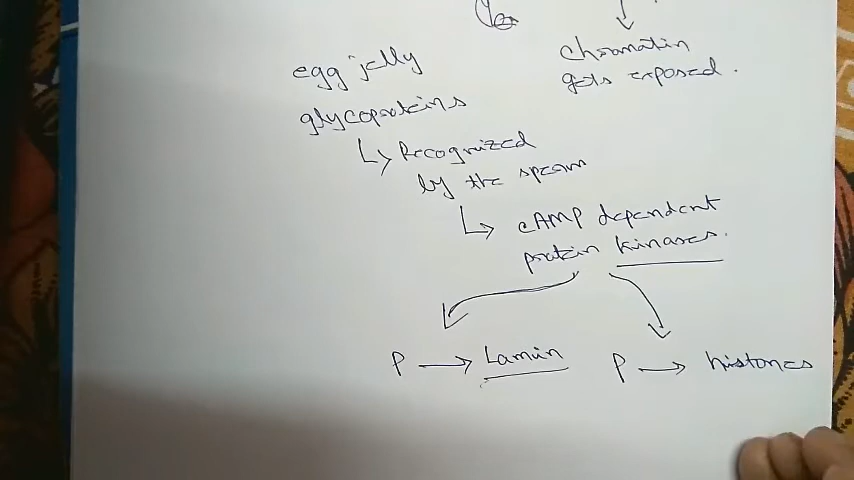 egg jelly
glycoproteins
Recognized
by the sperm
cAMP dependent
protein kinases.
P → Lamin
P → histones
chromatin
gets exposed.